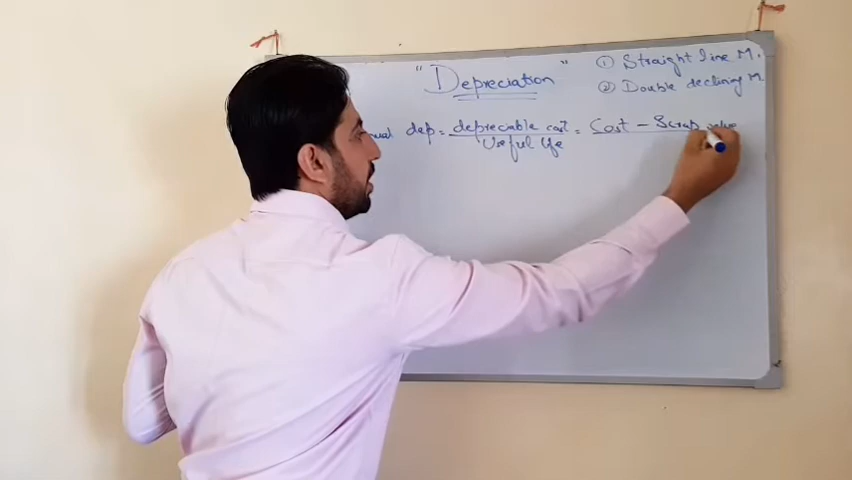 " Depreciation "
① Straight line M.
② Double declining M.
dep = depreciable cost / Useful life = Cost - Scrap value